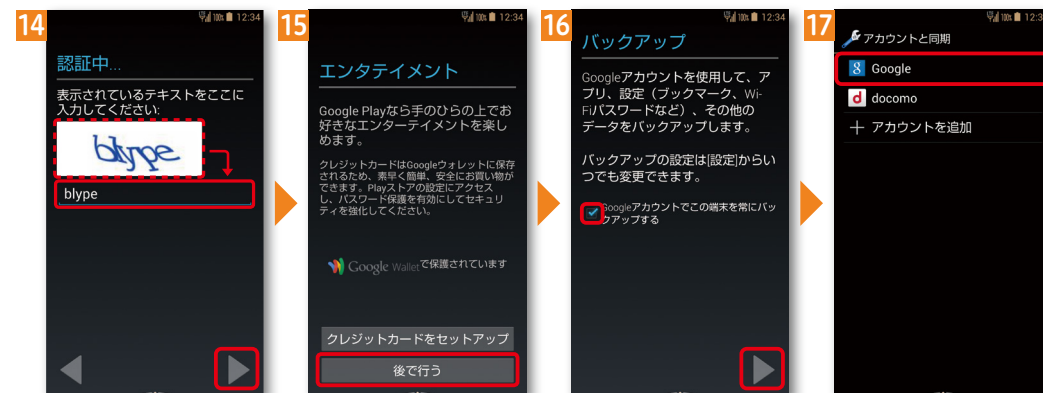 14
100% 12:34
認証中...
表示されているテキストをここに
入力してください:
blype
blype
15
100% 12:34
エンタテイメント
Google Playなら手のひらの上でお
好きなエンターテイメントを楽し
めます。
クレジットカードはGoogleウォレットに保存
されるため、素早く簡単、安全にお買い物が
できます。Playストアの設定にアクセス
し、パスワード保護を有効にしてセキュリ
ティを強化してください。
Google Walletで保護されています
クレジットカードをセットアップ
後で行う
16
100% 12:34
バックアップ
Googleアカウントを使用して、ア
プリ、設定（ブックマーク、Wi-
Fiパスワードなど）、その他の
データをバックアップします。
バックアップの設定は[設定]からい
つでも変更できます。
Googleアカウントでこの端末を常にバッ
クアップする
17
100% 12:3
アカウントと同期
8 Google
d docomo
+ アカウントを追加